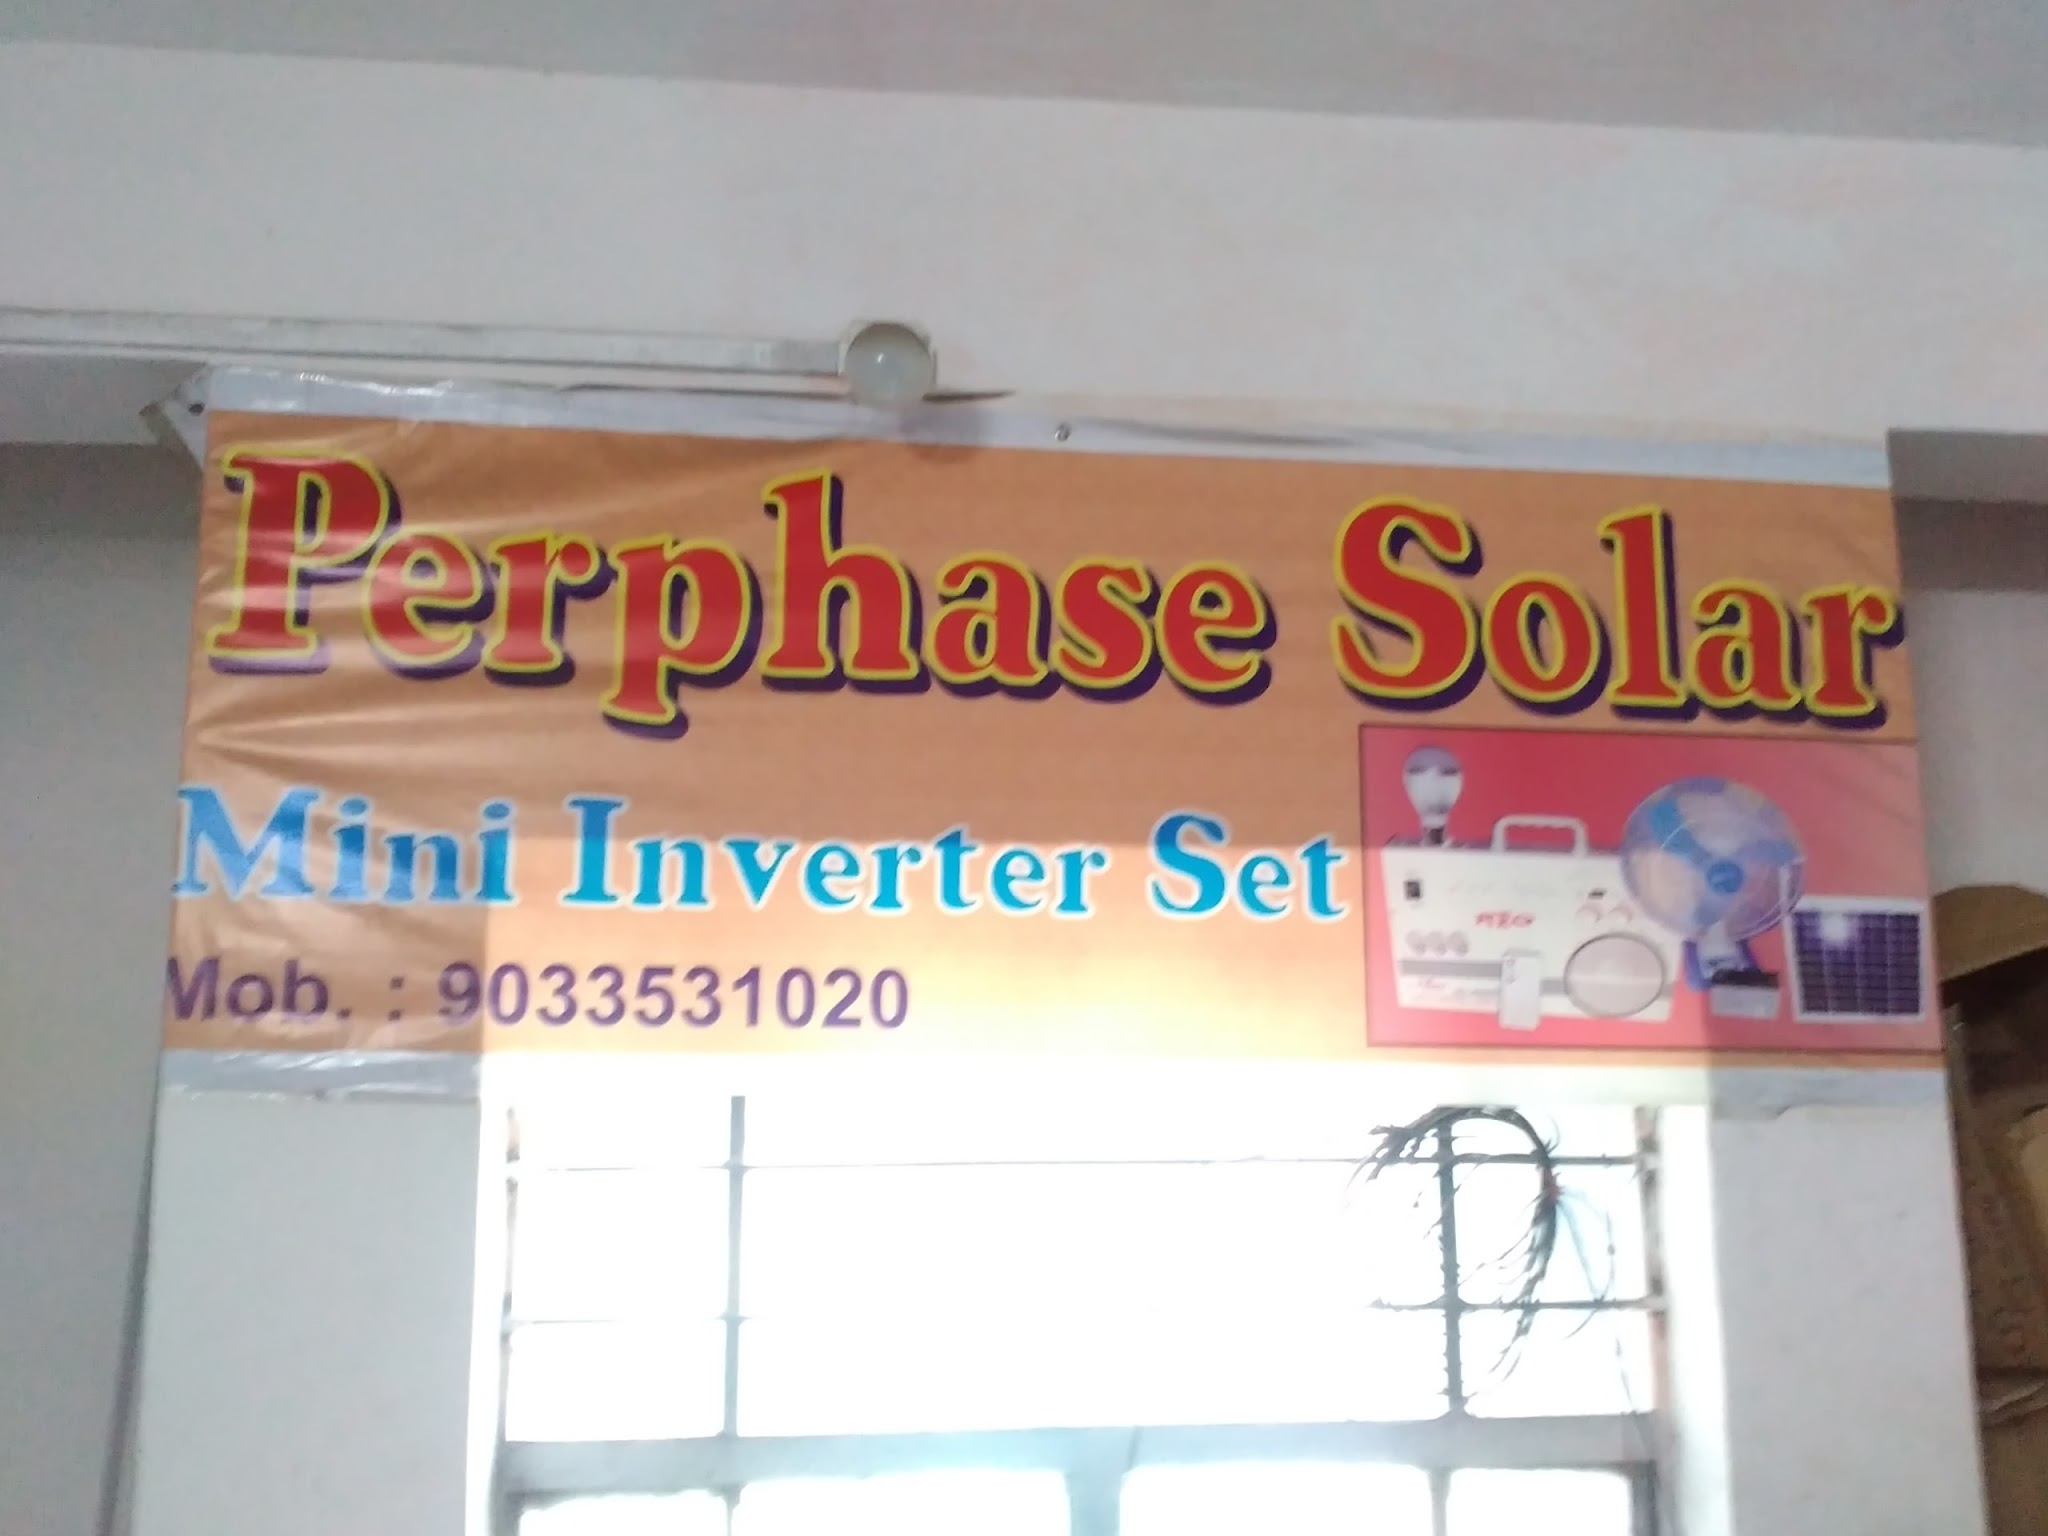 Perphase Solar
Mini Inverter Set
Mob. : 9033531020